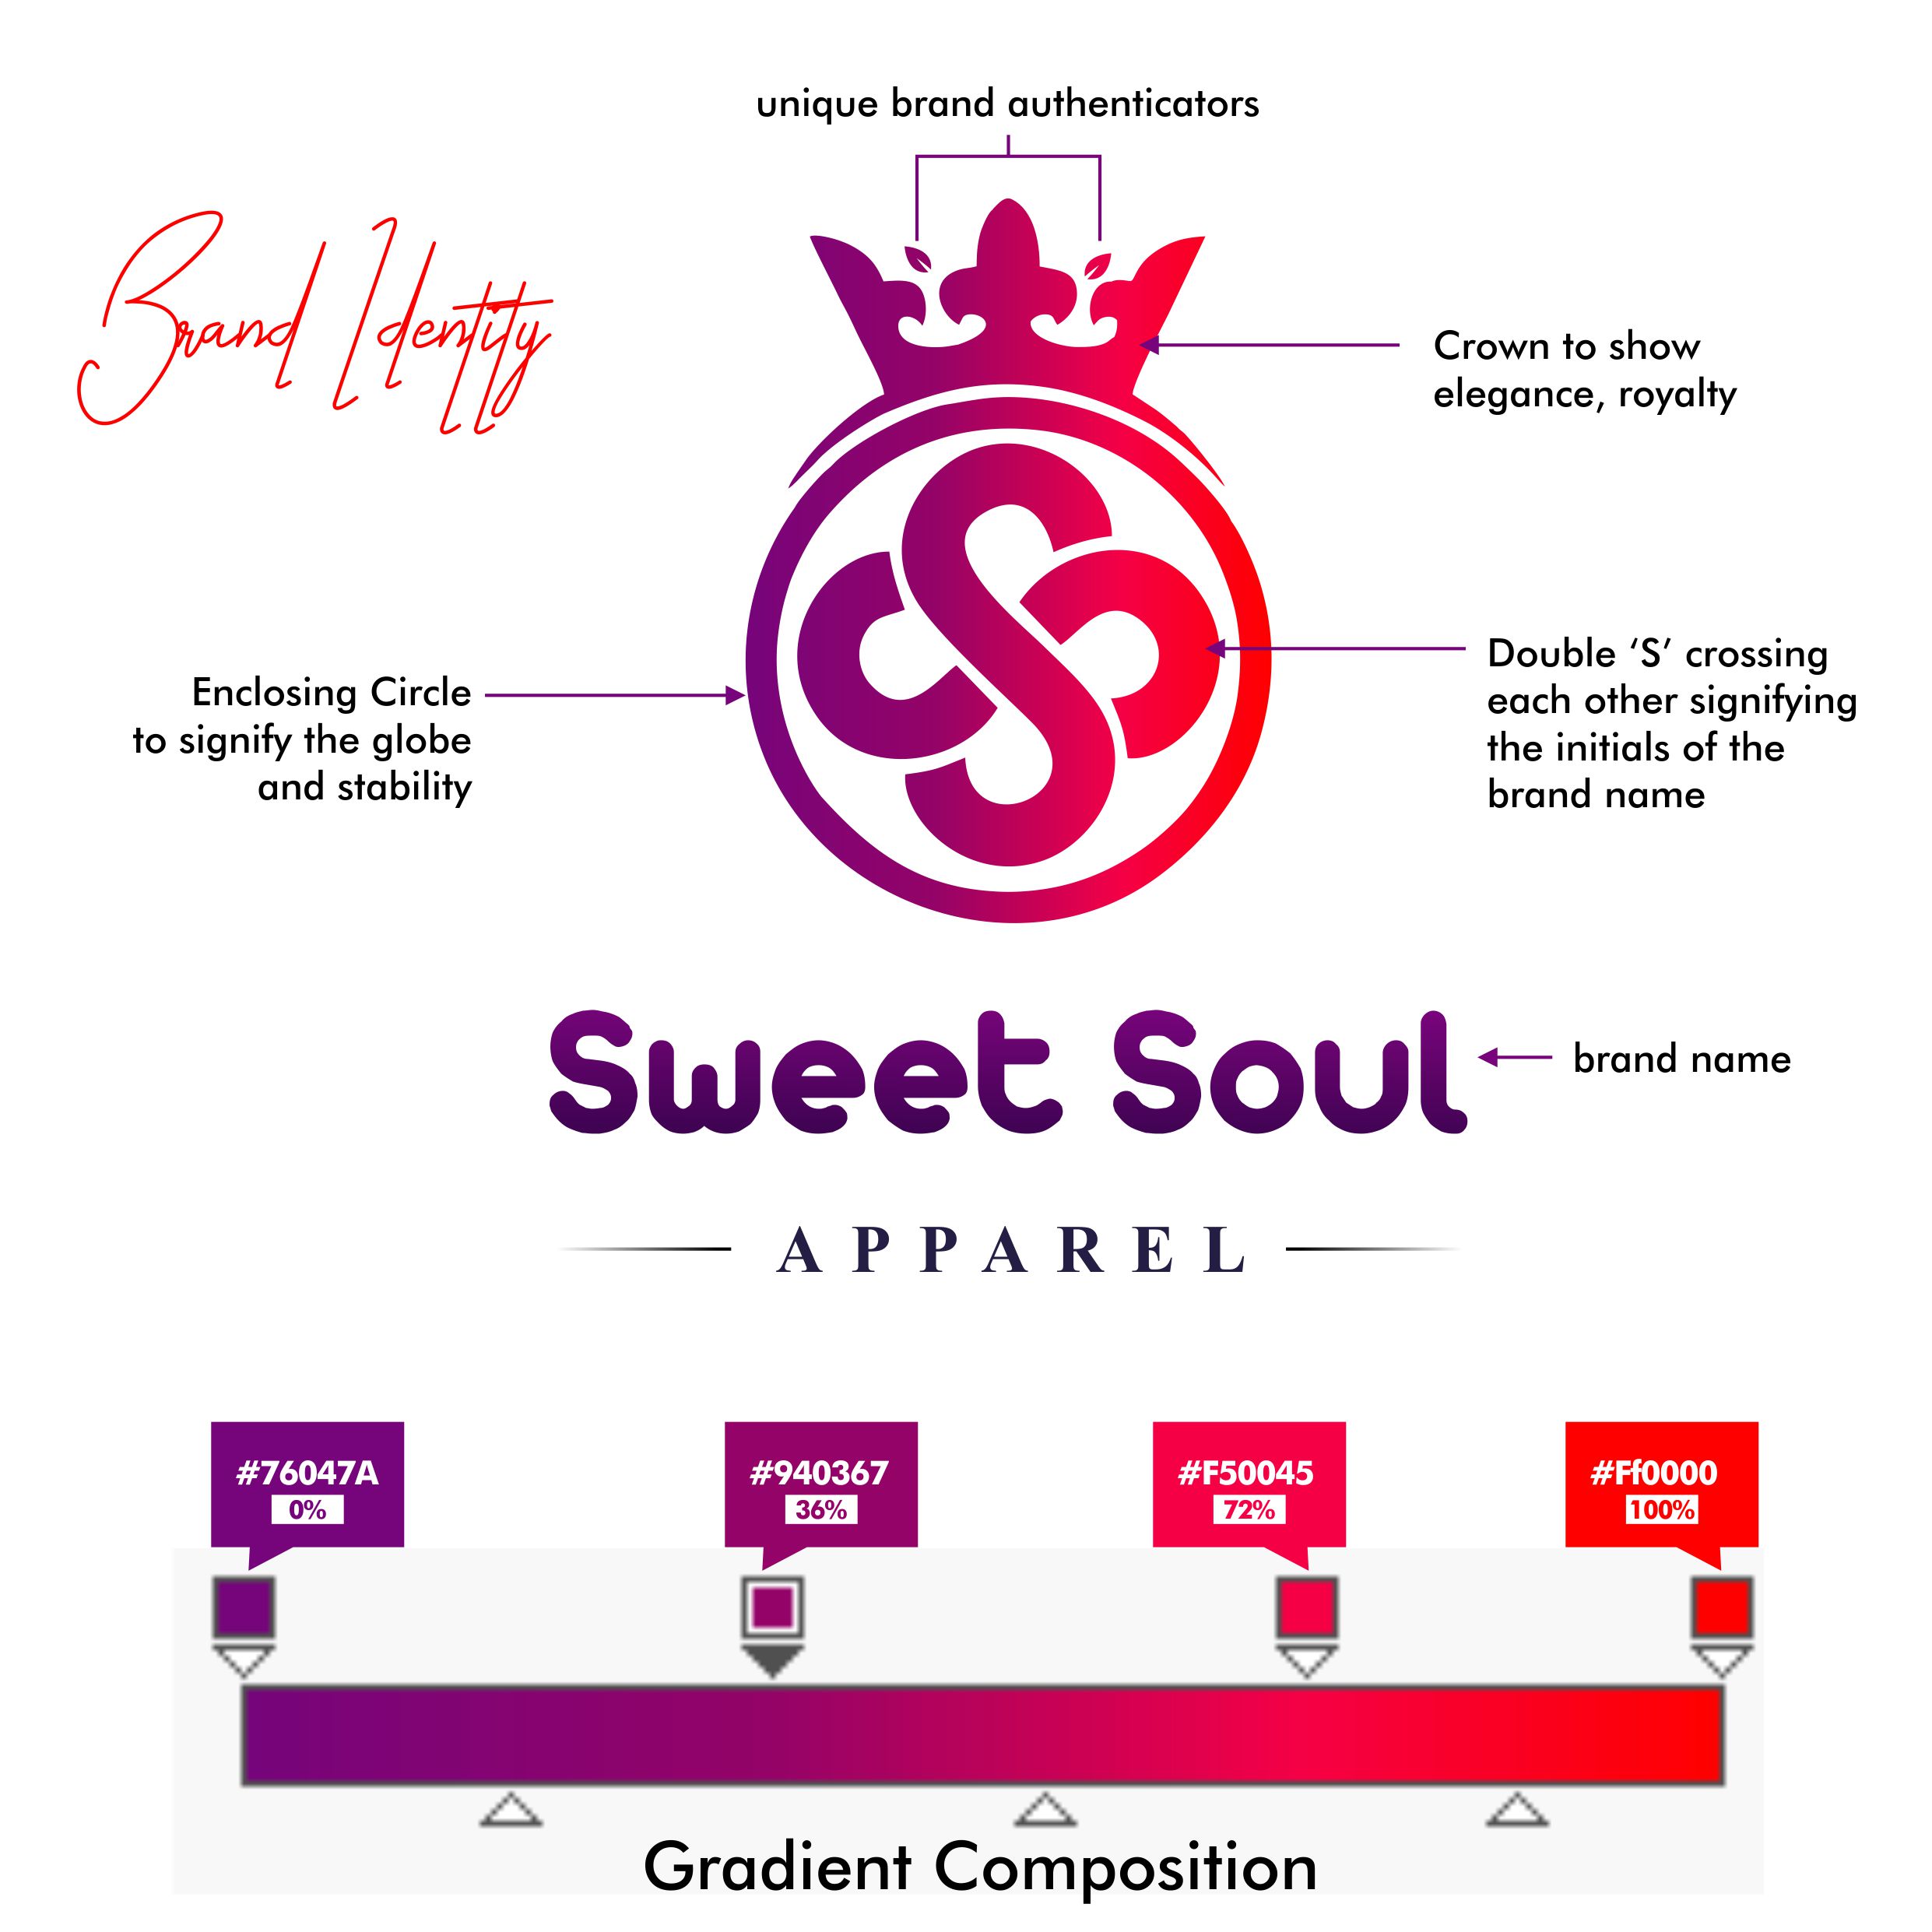 unique brand authenticators
Brand Identity
Crown to show
elegance, royalty
Enclosing Circle
to signify the globe
and stability
Double ‘S’ crossing
each other signifying
the initials of the
brand name
Sweet Soul
brand name
APPAREL
#76047A
0%
#940367
36%
#F50045
72%
#Ff0000
100%
Gradient Composition